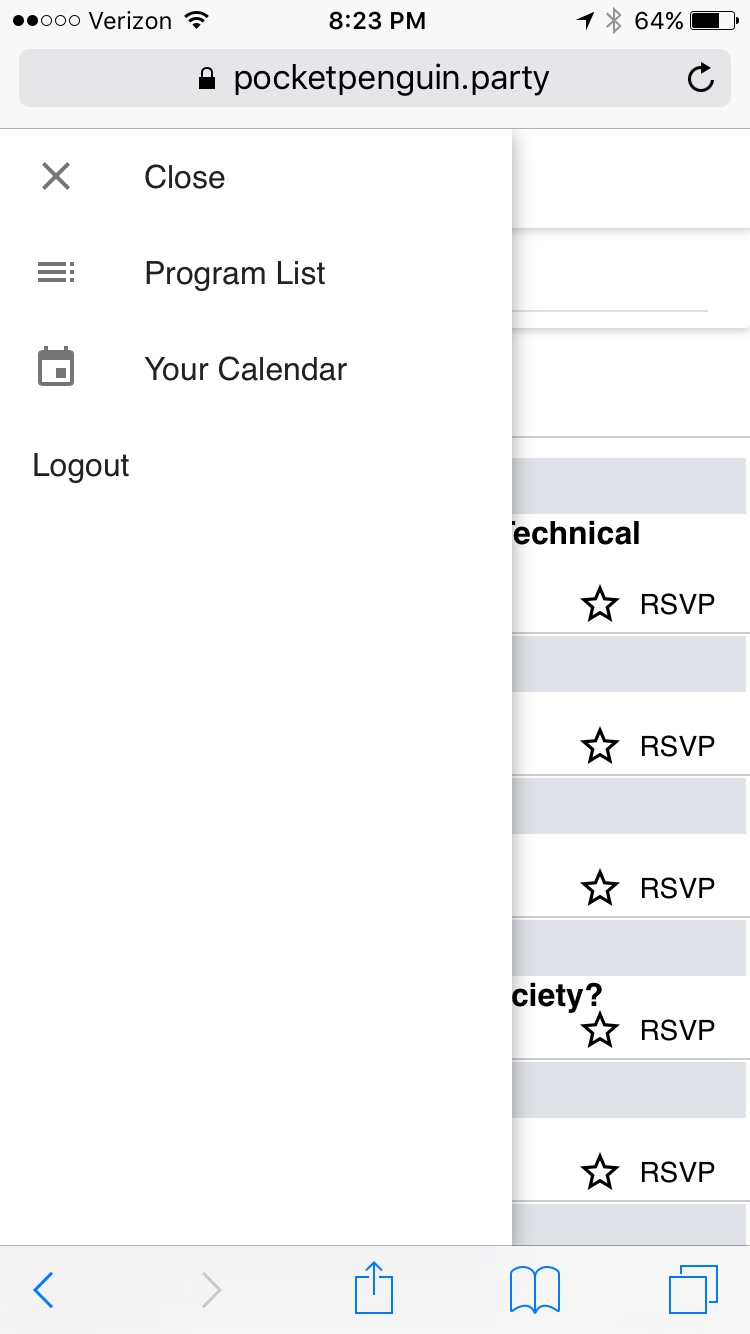 Verizon 8:23 PM 64%
pocketpenguin.party
Close
Program List
Your Calendar
Logout
Technical
RSVP
RSVP
RSVP
ciety?
RSVP
RSVP